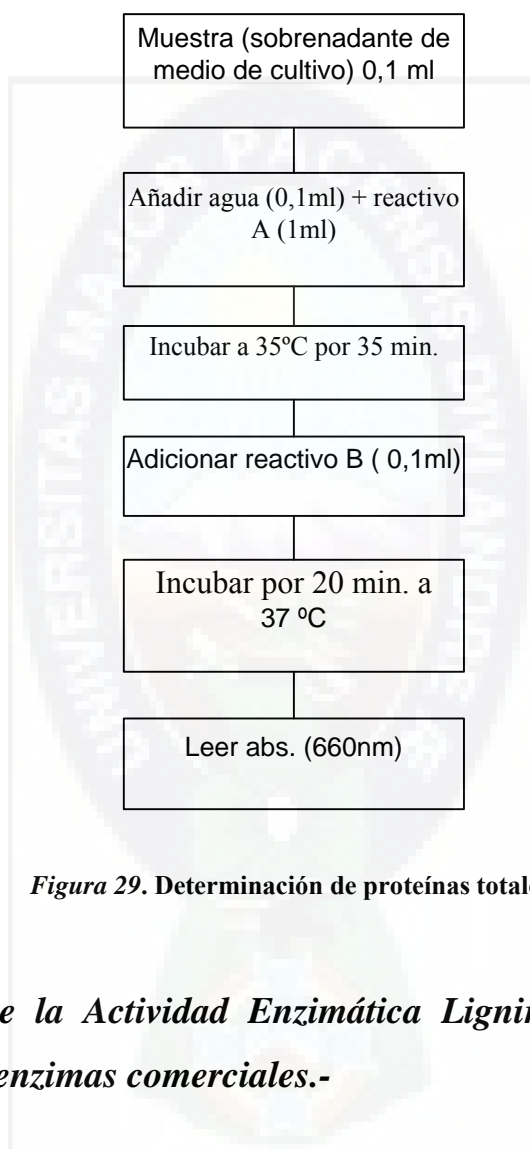 Muestra (sobrenadante de
medio de cultivo) 0,1 ml
Añadir agua (0,1ml) + reactivo
A (1ml)
Incubar a 35ºC por 35 min.
Adicionar reactivo B ( 0,1ml)
Incubar por 20 min. a
37 ºC
Leer abs. (660nm)
Figura 29. Determinación de proteínas
la Actividad Enzimática
enzimas comerciales.-